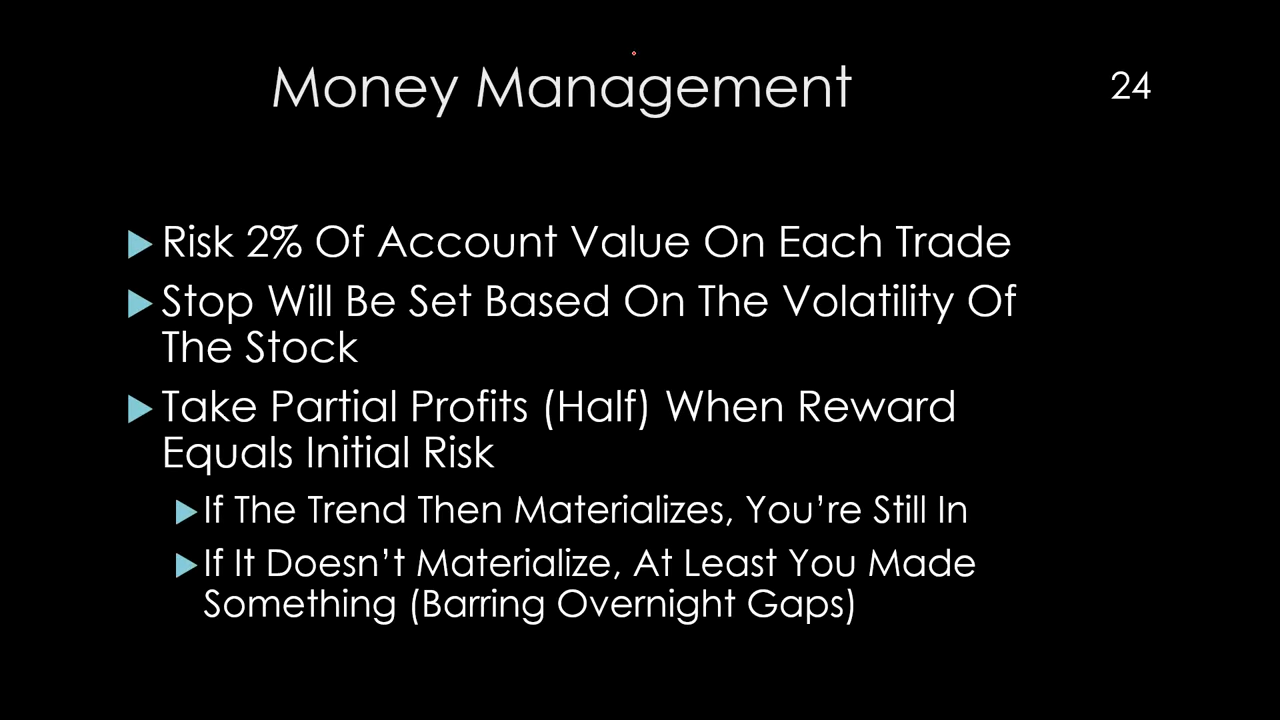 Money Management
24
Risk 2% Of Account Value On Each Trade
Stop Will Be Set Based On The Volatility Of
The Stock
Take Partial Profits (Half) When Reward
Equals Initial Risk
If The Trend Then Materializes, You’re Still In
If It Doesn’t Materialize, At Least You Made
Something (Barring Overnight Gaps)